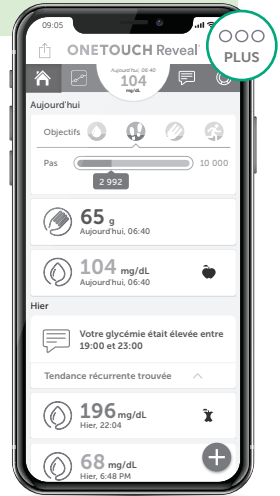 09:05
ONETOUCH Reveal
PLUS
Aujourd'hui, 06:40
104
mg/dL
Aujourd'hui
Objectifs
Pas 10 000
2 992
65 g
Aujourd'hui, 06:40
104 mg/dL
Aujourd'hui, 06:40
Hier
Votre glycémie était élevée entre
19:00 et 23:00
Tendance récurrente trouvée
196 mg/dL
Hier, 22:04
68 mg/dL
Hier, 6:48 PM